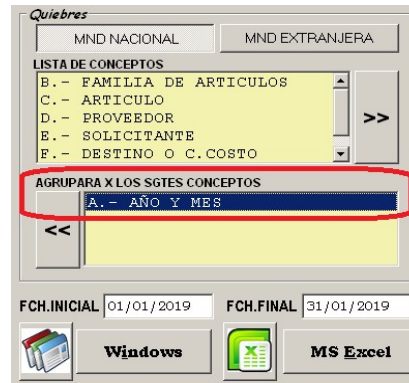 Quiebres
MND NACIONAL MND EXTRANJERA
LISTA DE CONCEPTOS
B.- FAMILIA DE ARTICULOS
C.- ARTICULO
D.- PROVEEDOR
E.- SOLICITANTE
F.- DESTINO O C.COSTO
>>
AGRUPARA X LOS SGTES CONCEPTOS
A.- AÑO Y MES
<<
FCH.INICIAL 01/01/2019 FCH.FINAL 31/01/2019
Windows MS Excel